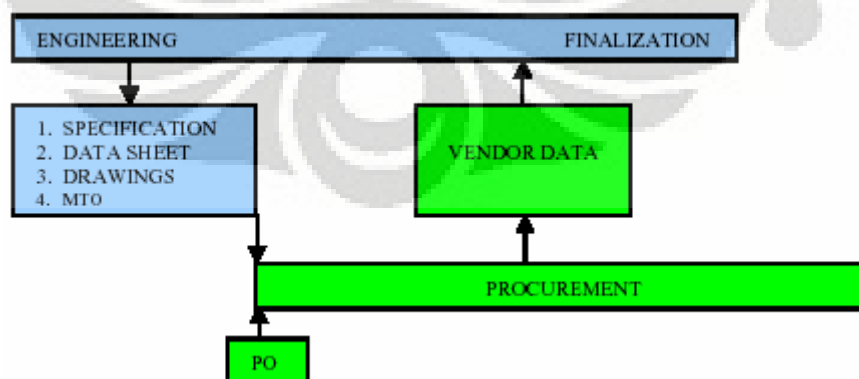 ENGINEERING FINALIZATION
1. SPECIFICATION
2. DATA SHEET
3. DRAWINGS
4. MTO
VENDOR DATA
PROCUREMENT
PO